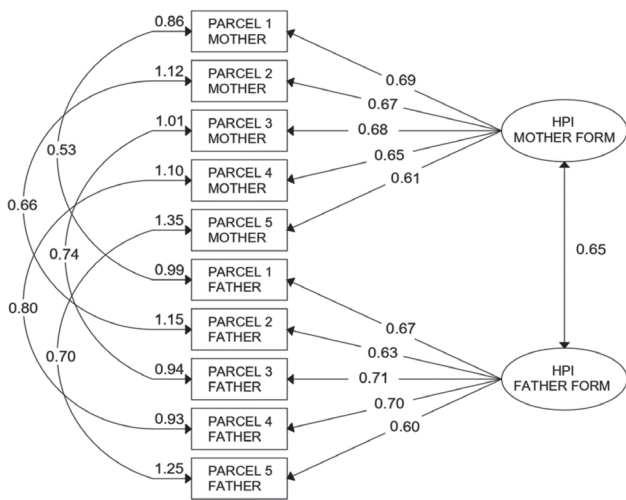 0.86
PARCEL 1
MOTHER
0.69
1.12
PARCEL 2
MOTHER
0.67
1.01
PARCEL 3
MOTHER
0.68
HPI
MOTHER FORM
0.53
1.10
PARCEL 4
MOTHER
0.65
0.61
0.66
1.35
PARCEL 5
MOTHER
0.74
0.65
0.99
PARCEL 1
FATHER
0.67
0.80
1.15
PARCEL 2
FATHER
0.63
0.70
0.94
PARCEL 3
FATHER
0.71
HPI
FATHER FORM
0.70
0.93
PARCEL 4
FATHER
0.60
1.25
PARCEL 5
FATHER